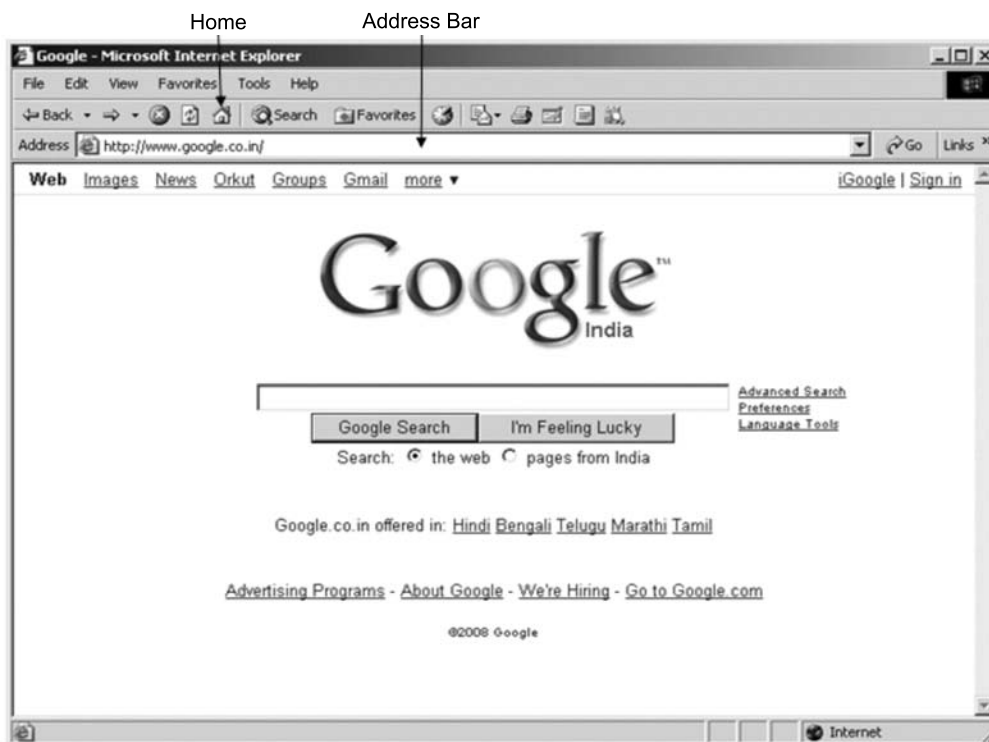 Home Address Bar
Google - Microsoft Internet Explorer
File Edit View Favorites Tools Help
Back Search Favorites
Address http://www.google.co.in/ Go Links »
Web Images News Orkut Groups Gmail more ▼ iGoogle | Sign in
Google™
India
Advanced Search
Preferences
Language Tools
Google Search I'm Feeling Lucky
Search: the web pages from India
Google.co.in offered in: Hindi Bengali Telugu Marathi Tamil
Advertising Programs - About Google - We're Hiring - Go to Google.com
©2008 Google
Internet